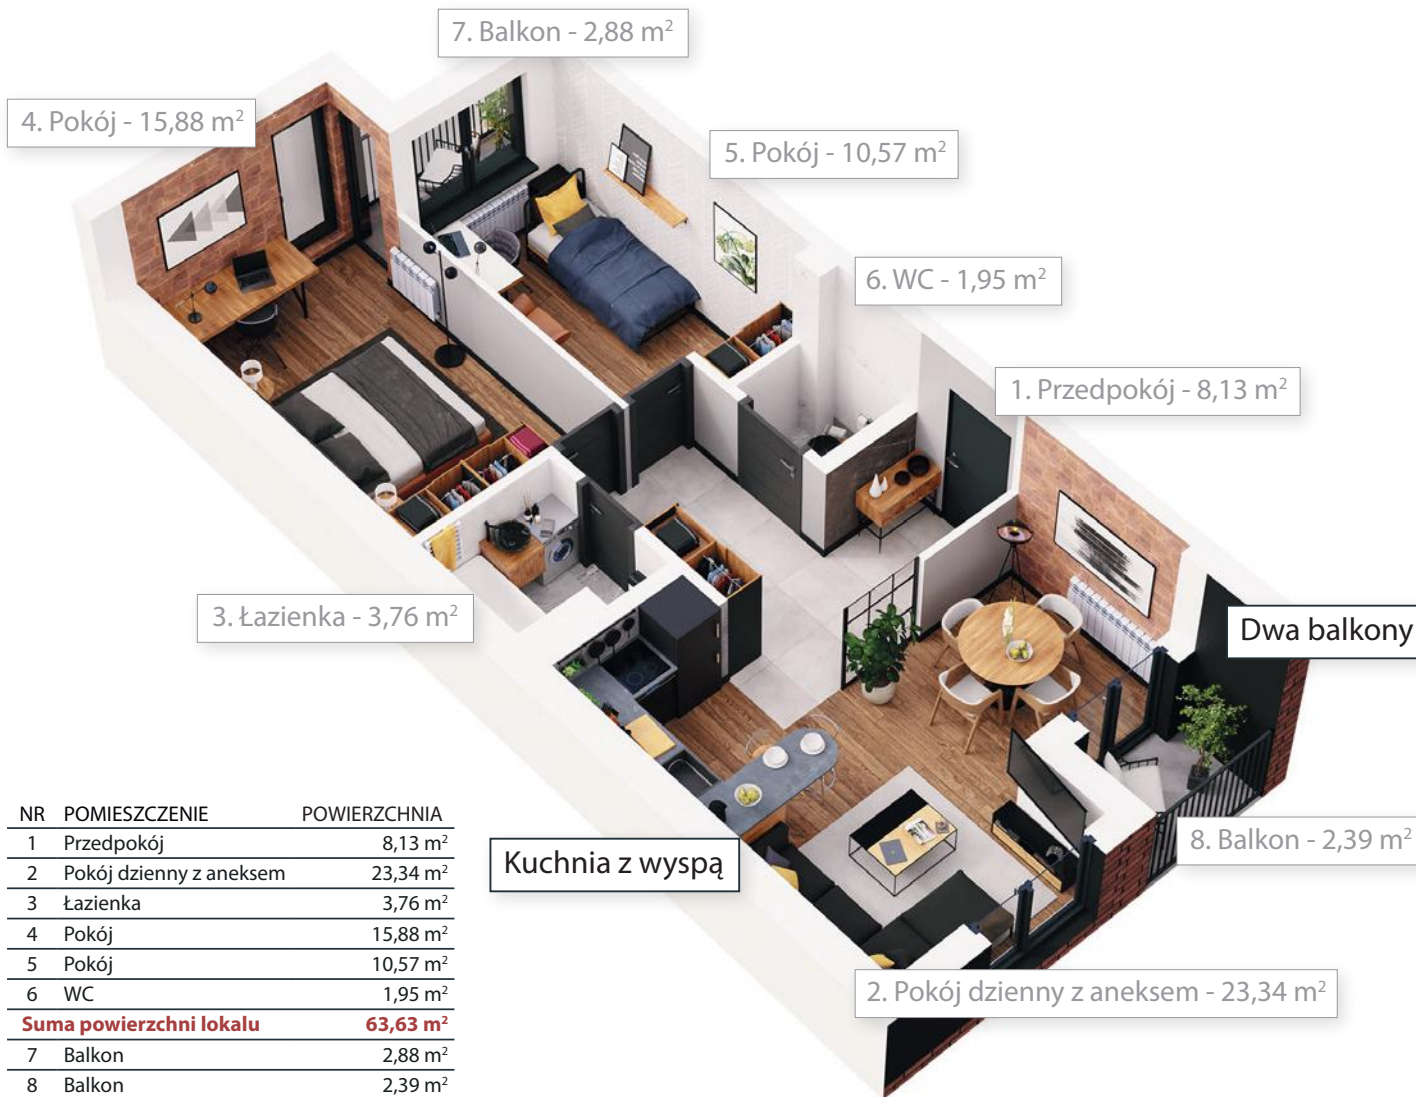 7. Balkon - 2,88 m²
4. Pokój - 15,88 m²
5. Pokój - 10,57 m²
6. WC - 1,95 m²
1. Przedpokój - 8,13 m²
3. Łazienka - 3,76 m²
Dwa balkony
8. Balkon - 2,39 m²
Kuchnia z wyspą
2. Pokój dzienny z aneksem - 23,34 m²
NR POMIESZCZENIE POWIERZCHNIA
1 Przedpokój 8,13 m²
2 Pokój dzienny z aneksem 23,34 m²
3 Łazienka 3,76 m²
4 Pokój 15,88 m²
5 Pokój 10,57 m²
6 WC 1,95 m²
Suma powierzchni lokalu 63,63 m²
7 Balkon 2,88 m²
8 Balkon 2,39 m²